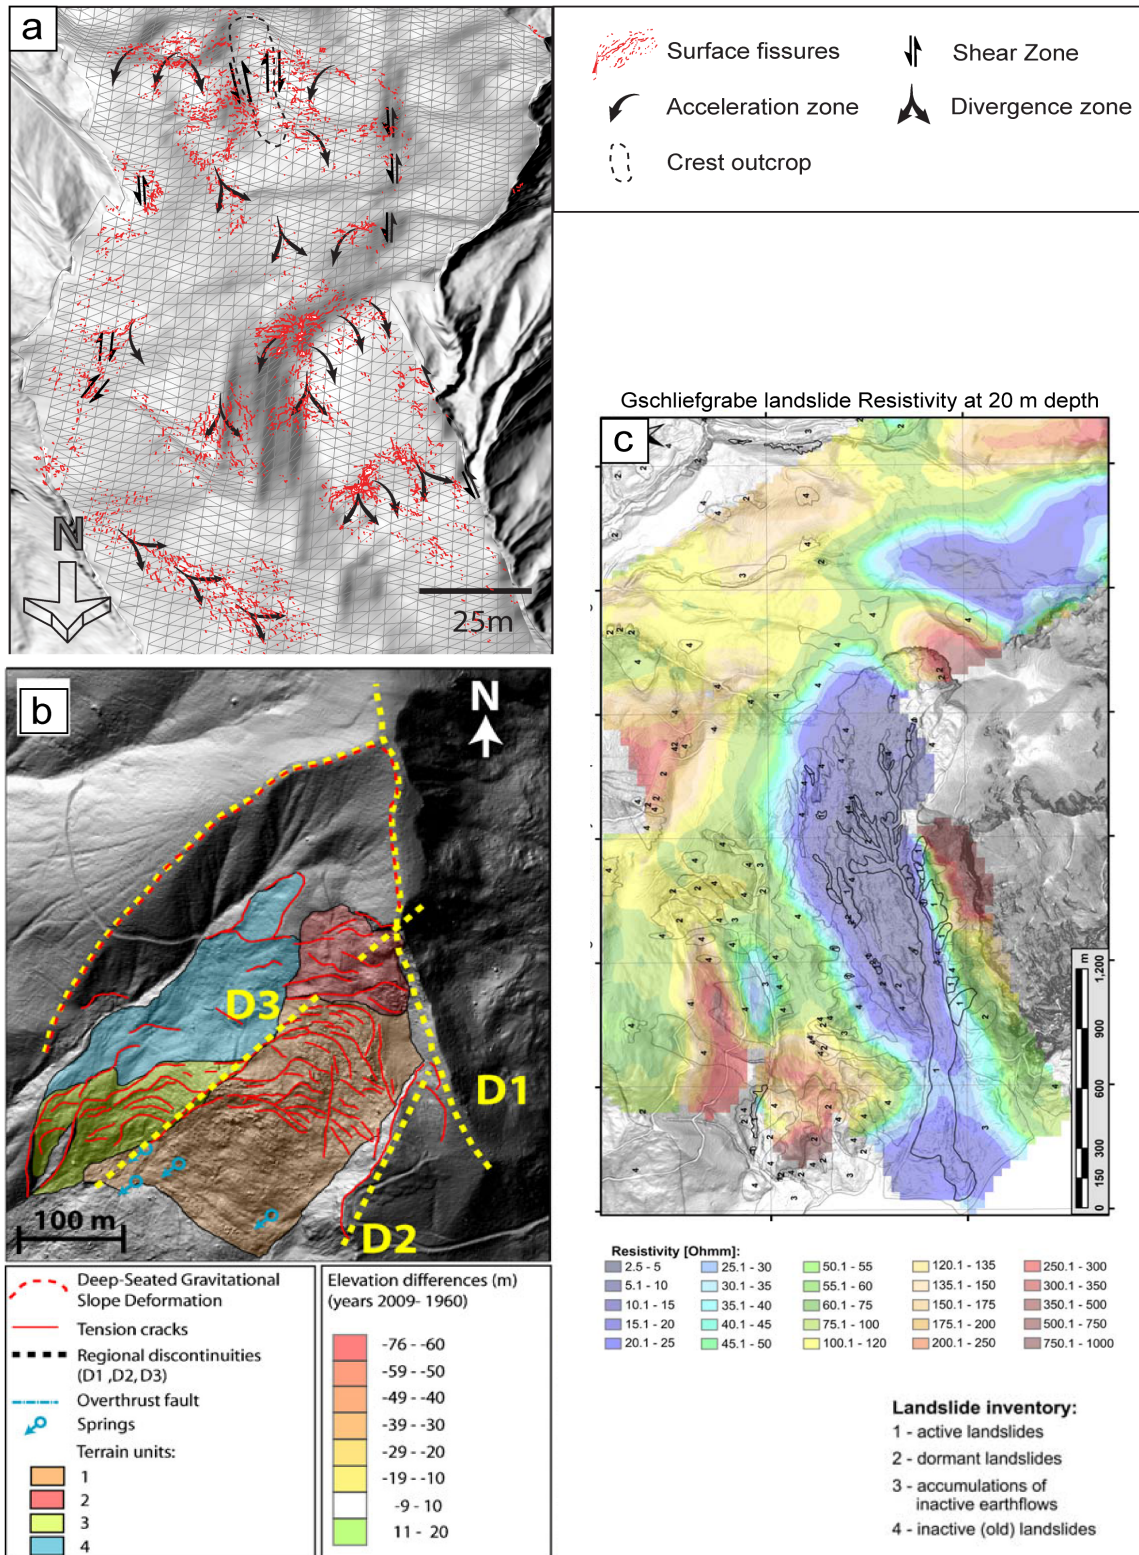 a
Surface fissures
Shear Zone
Acceleration zone
Divergence zone
Crest outcrop
N
25m
b
N
D3
D1
D2
100 m
Deep-Seated Gravitational
Slope Deformation
Tension cracks
Regional discontinuities
(D1 ,D2, D3)
Overthrust fault
Springs
Terrain units:
1
2
3
4
Elevation differences (m)
(years 2009- 1960)
-76 - -60
-59 - -50
-49 - -40
-39 - -30
-29 - -20
-19 - -10
-9 - 10
11 - 20
Gschliefgrabe landslide Resistivity at 20 m depth
c
m
1,200
900
600
300
150
0
Resistivity [Ohmm]:
2.5 - 5
5.1 - 10
10.1 - 15
15.1 - 20
20.1 - 25
25.1 - 30
30.1 - 35
35.1 - 40
40.1 - 45
45.1 - 50
50.1 - 55
55.1 - 60
60.1 - 75
75.1 - 100
100.1 - 120
120.1 - 135
135.1 - 150
150.1 - 175
175.1 - 200
200.1 - 250
250.1 - 300
300.1 - 350
350.1 - 500
500.1 - 750
750.1 - 1000
Landslide inventory:
1 - active landslides
2 - dormant landslides
3 - accumulations of
inactive earthflows
4 - inactive (old) landslides